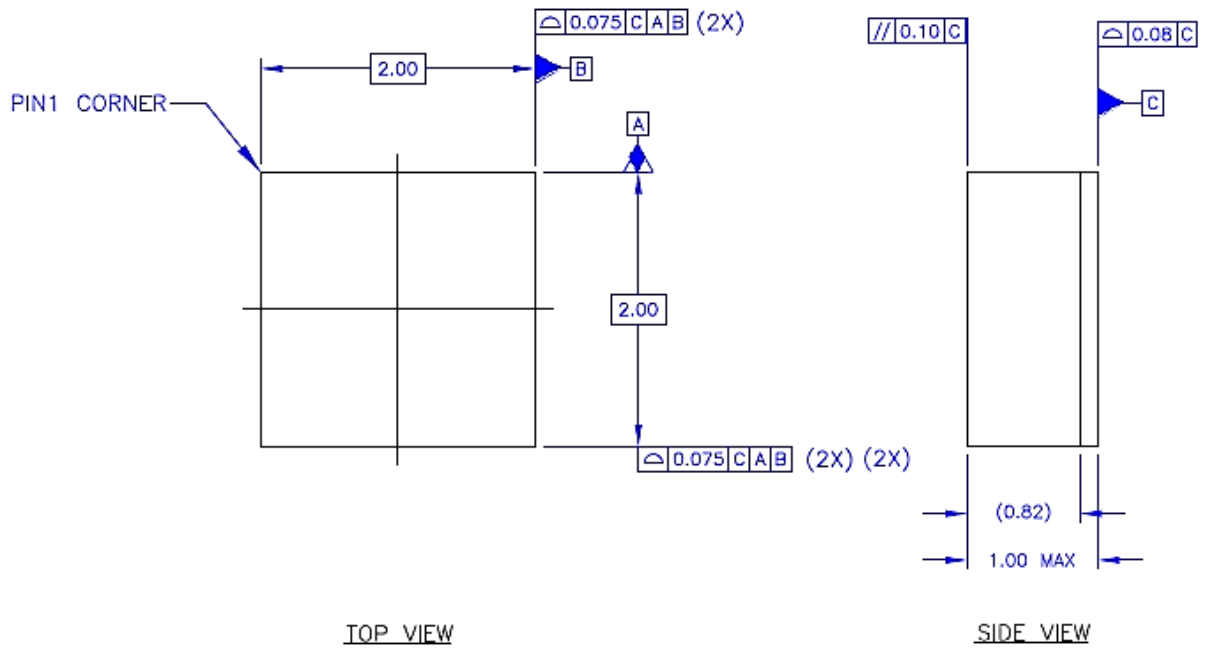 ⌓ 0.075 C A B (2X)
// 0.10 C
⌓ 0.08 C
2.00
B
PIN1 CORNER
C
A
2.00
⌓ 0.075 C A B (2X) (2X)
(0.82)
1.00 MAX
TOP VIEW
SIDE VIEW